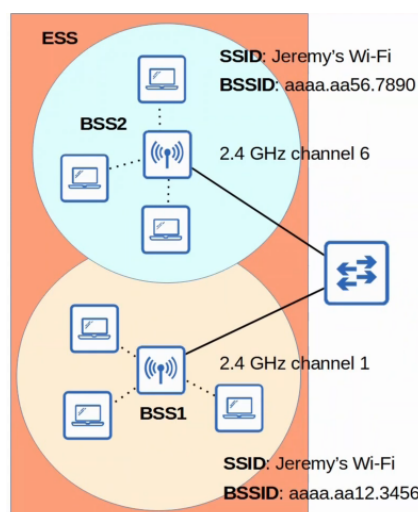 ESS
SSID: Jeremy's Wi-Fi
BSSID: aaaa.aa56.7890
BSS2
2.4 GHz channel 6
2.4 GHz channel 1
BSS1
SSID: Jeremy's Wi-Fi
BSSID: aaaa.aa12.3456